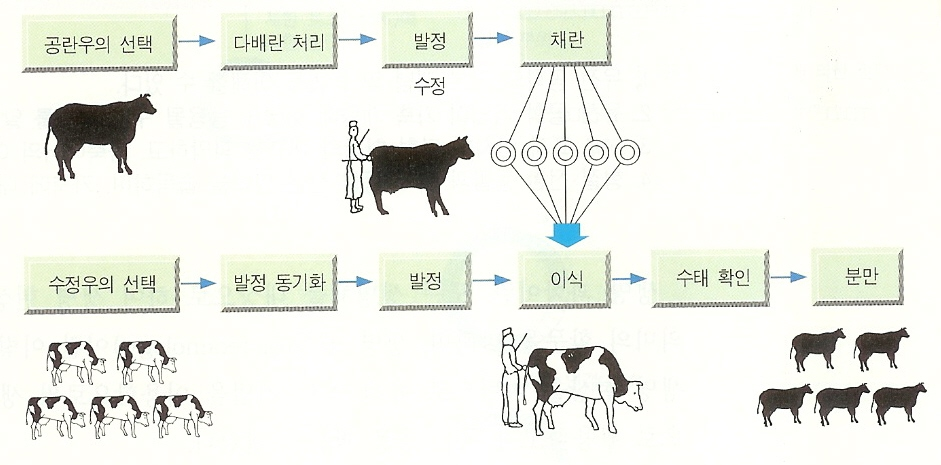 공란우의 선택
다배란 처리
발정
채란
수정
수정우의 선택
발정 동기화
발정
이식
수태 확인
분만